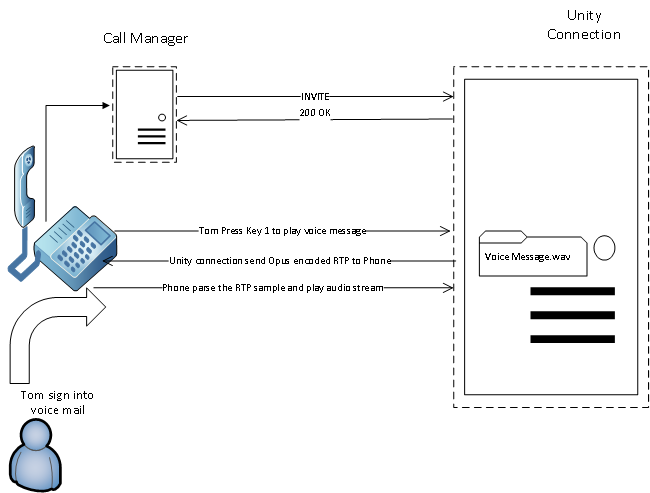 Unity
Connection
Call Manager
INVITE
200 OK
Tom Press Key 1 to play voice message
Unity connection send Opus encoded RTP to Phone
Voice Message.wav
Phone parse the RTP sample and play audio stream
Tom sign into
voice mail